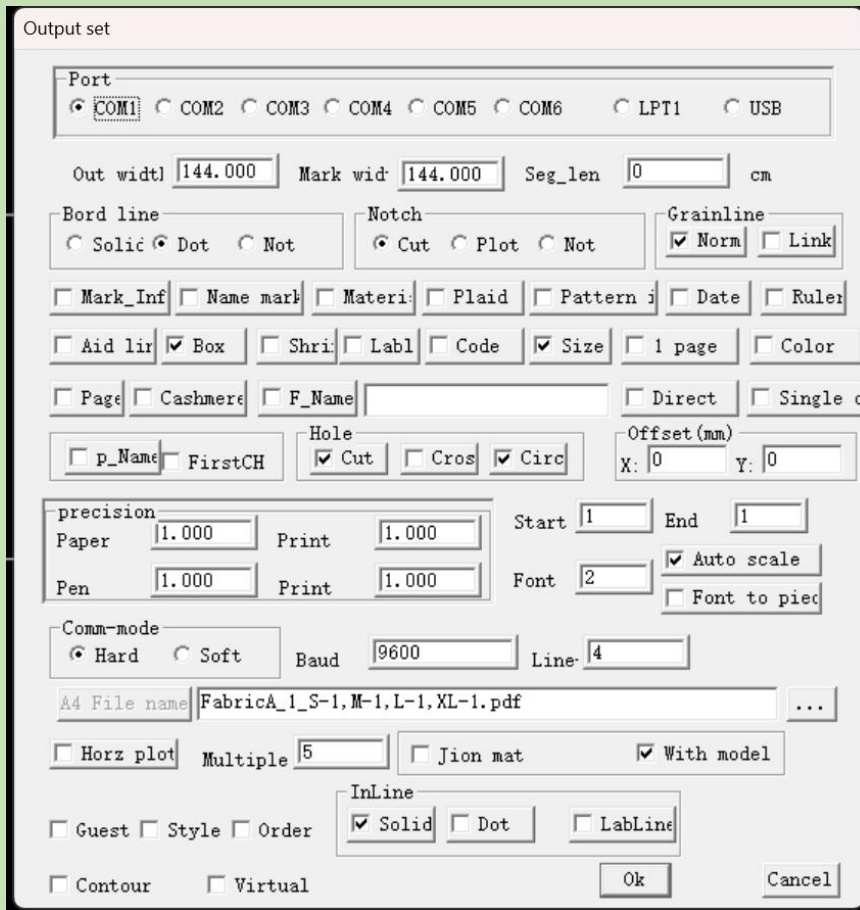 Output set
Port
COM1 COM2 COM3 COM4 COM5 COM6 LPT1 USB
Out widtl 144.000 Mark wid 144.000 Seg_len 0 cm
Bord line Notch Grainline
Solid Dot Not Cut Plot Not Norm Link
Mark_Inf Name mark Materi Plaid Pattern i Date Ruler
Aid lir Box Shri Labl Code Size 1 page Color
Page Cashmere F_Name Direct Single c
Hole Offset(mm)
p_Name FirstCH Cut Cros Circ X: 0 Y: 0
precision
Paper 1.000 Print 1.000 Start 1 End 1
Pen 1.000 Print 1.000 Font 2 Auto scale
Font to piec
Comm-mode
Hard Soft Baud 9600 Line 4
A4 File name FabricA_1_S-1,M-1,L-1,XL-1.pdf ...
Horz plot Multiple 5 Jion mat With model
InLine
Guest Style Order Solid Dot LabLine
Contour Virtual Ok Cancel